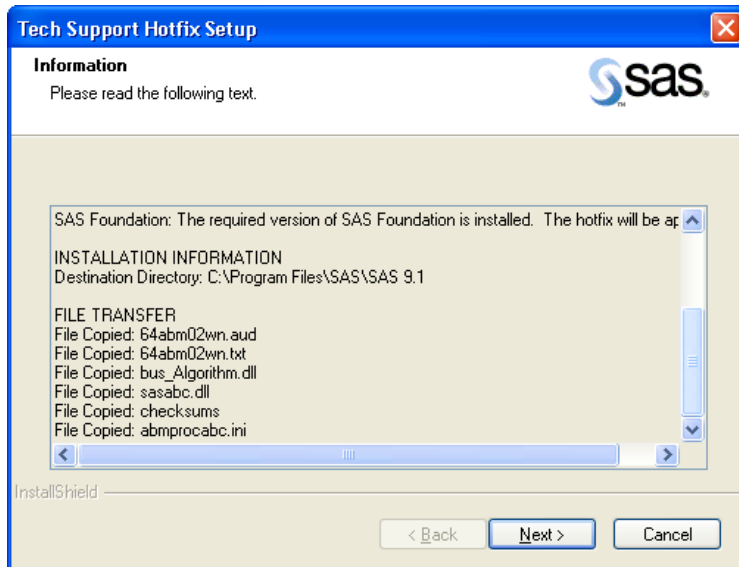 Tech Support Hotfix Setup
Information
Please read the following text.
sas
SAS Foundation: The required version of SAS Foundation is installed.  The hotfix will be ap
INSTALLATION INFORMATION
Destination Directory: C:\Program Files\SAS\SAS 9.1
FILE TRANSFER
File Copied: 64abm02wn.aud
File Copied: 64abm02wn.txt
File Copied: bus_Algorithm.dll
File Copied: sasabc.dll
File Copied: checksums
File Copied: abmprocabc.ini
InstallShield
< Back
Next >
Cancel